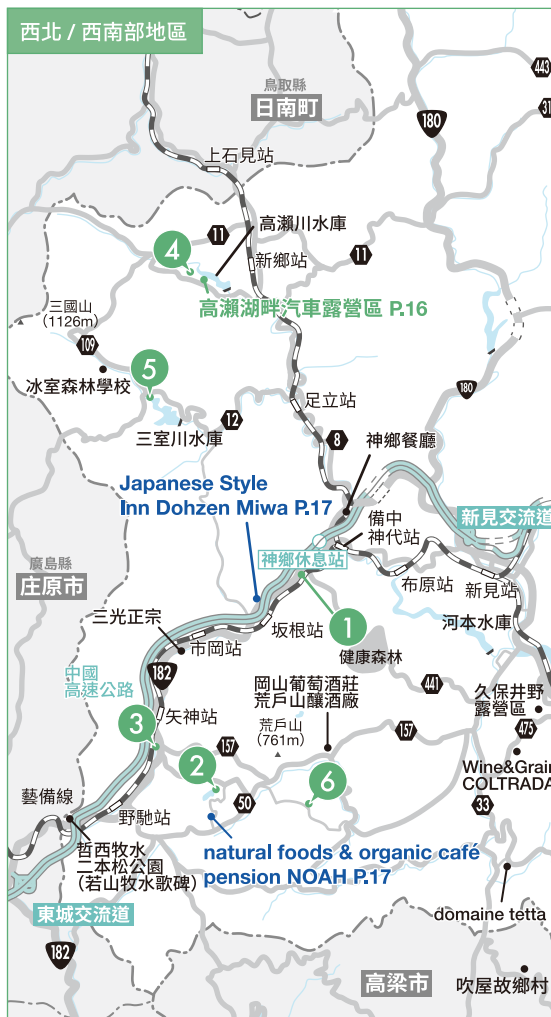 西北 / 西南部地區
443
鳥取縣
日南町
31
180
上石見站
11
高瀨川水庫
4
新鄉站
11
高瀨湖畔汽車露營區 P.16
三國山
（1126m）
109
冰室森林學校
5
180
足立站
12
三室川水庫
8
神鄉餐廳
Japanese Style
Inn Dohzen Miwa P.17
備中
神代站
新見交流道
神鄉休息站
廣島縣
庄原市
布原站
新見站
1
三光正宗
坂根站
河本水庫
市岡站
健康森林
中國
高速公路
182
岡山葡萄酒莊
荒戶山釀酒廠
441
久保井野
露營區
矢神站
3
荒戶山
（761m）
157
475
157
2
6
Wine&Grain
COLTRADA
藝備線
50
33
野馳站
哲西牧水
二本松公園
（若山牧水歌碑）
natural foods & organic café
pension NOAH P.17
東城交流道
domaine tetta
182
高梁市
吹屋故鄉村